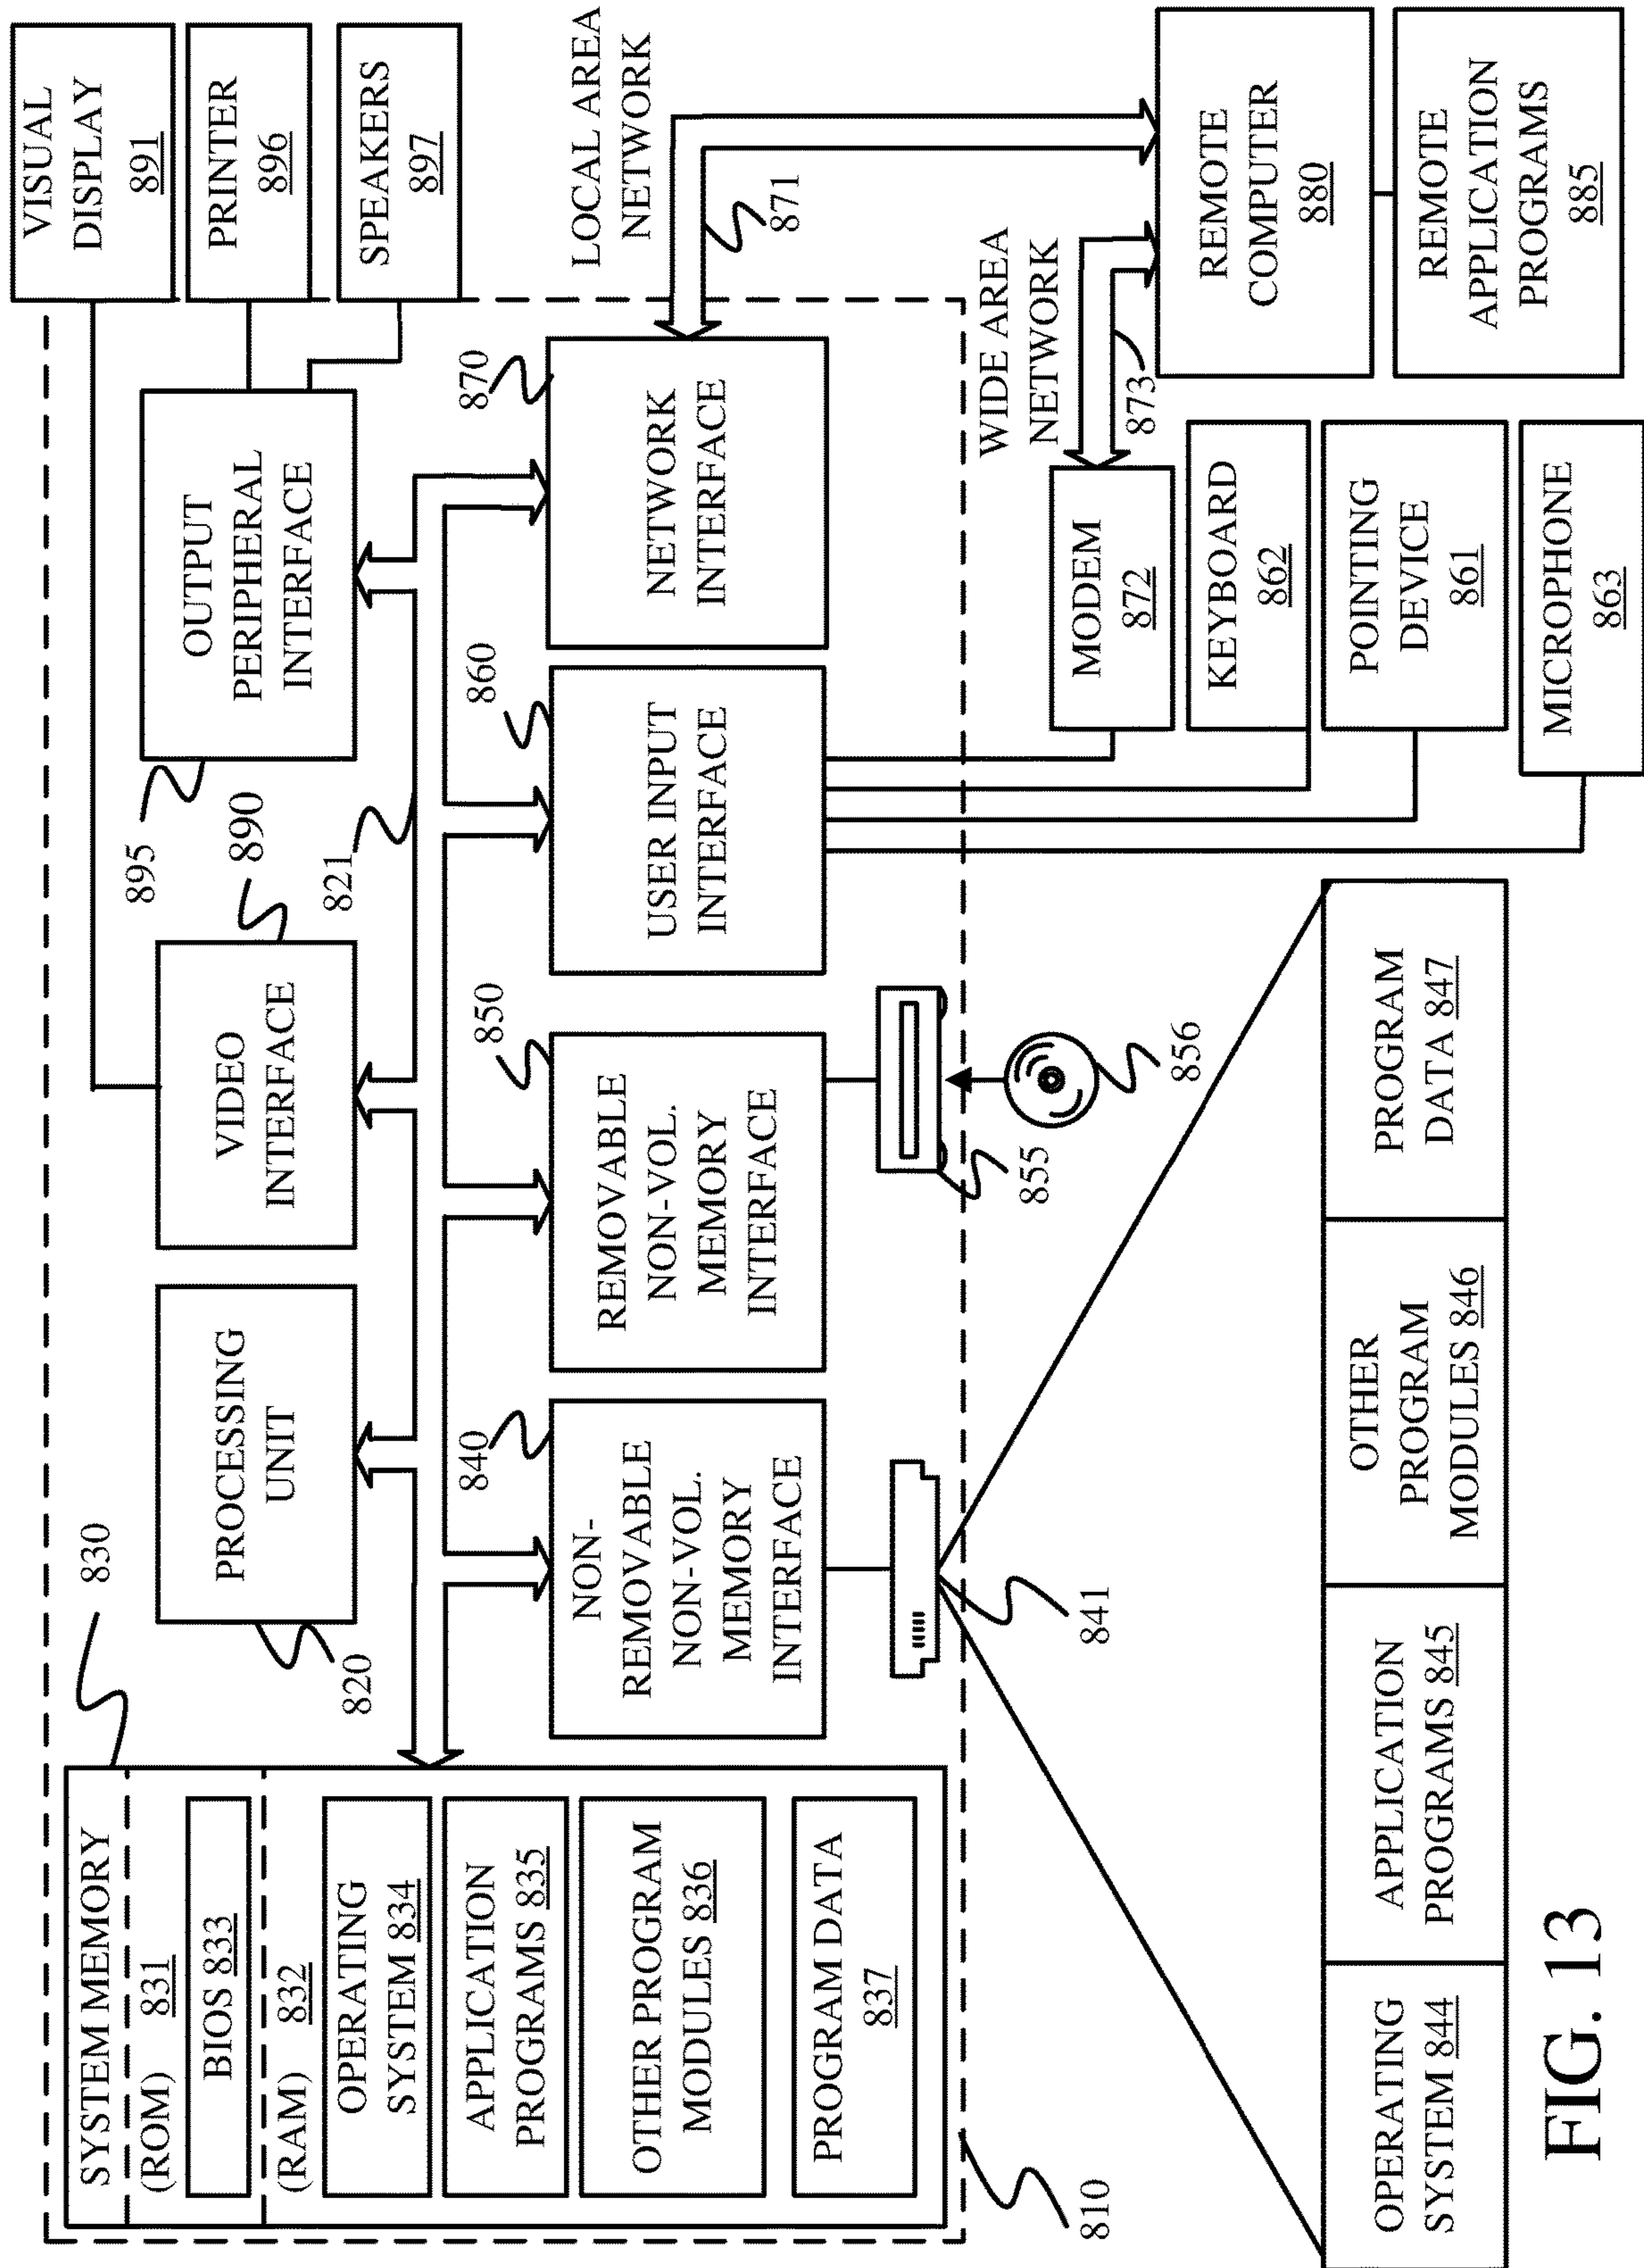 SYSTEM MEMORY
(ROM) 831
BIOS 833
(RAM) 832
OPERATING
SYSTEM 834
APPLICATION
PROGRAMS 835
OTHER PROGRAM
MODULES 836
PROGRAM DATA
837
810
830
PROCESSING
UNIT
820
VIDEO
INTERFACE
890
821
OUTPUT
PERIPHERAL
INTERFACE
895
VISUAL
DISPLAY
891
PRINTER
896
SPEAKERS
897
NON-
REMOVABLE
NON-VOL.
MEMORY
INTERFACE
840
REMOVABLE
NON-VOL.
MEMORY
INTERFACE
850
USER INPUT
INTERFACE
860
NETWORK
INTERFACE
870
LOCAL AREA
NETWORK
871
841
855
856
WIDE AREA
NETWORK
873
MODEM
872
KEYBOARD
862
POINTING
DEVICE
861
MICROPHONE
863
REMOTE
COMPUTER
880
REMOTE
APPLICATION
PROGRAMS
885
OPERATING
SYSTEM 844
APPLICATION
PROGRAMS 845
OTHER
PROGRAM
MODULES 846
PROGRAM
DATA 847
FIG. 13